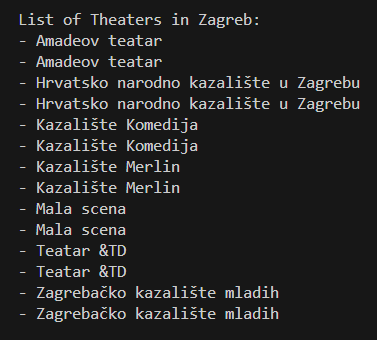 List of Theaters in Zagreb:
- Amadeov teatar
- Amadeov teatar
- Hrvatsko narodno kazalište u Zagrebu
- Hrvatsko narodno kazalište u Zagrebu
- Kazalište Komedija
- Kazalište Komedija
- Kazalište Merlin
- Kazalište Merlin
- Mala scena
- Mala scena
- Teatar &TD
- Teatar &TD
- Zagrebačko kazalište mladih
- Zagrebačko kazalište mladih